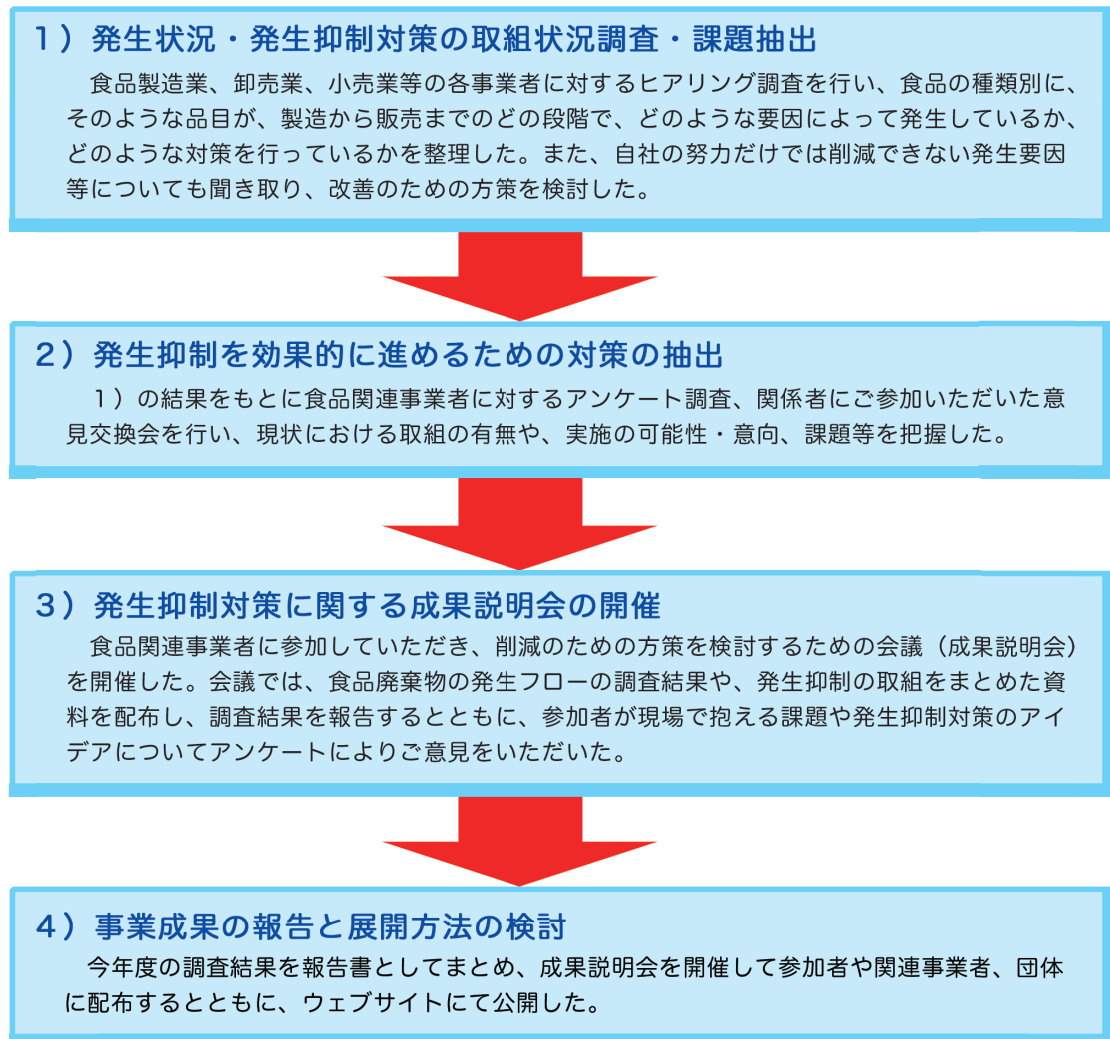 １）発生状況・発生抑制対策の取組状況調査・課題抽出
食品製造業、卸売業、小売業等の各事業者に対するヒアリング調査を行い、食品の種類別に、
そのような品目が、製造から販売までのどの段階で、どのような要因によって発生しているか、
どのような対策を行っているかを整理した。また、自社の努力だけでは削減できない発生要因
等についても聞き取り、改善のための方策を検討した。
２）発生抑制を効果的に進めるための対策の抽出
１）の結果をもとに食品関連事業者に対するアンケート調査、関係者にご参加いただいた意
見交換会を行い、現状における取組の有無や、実施の可能性・意向、課題等を把握した。
３）発生抑制対策に関する成果説明会の開催
食品関連事業者に参加していただき、削減のための方策を検討するための会議（成果説明会）
を開催した。会議では、食品廃棄物の発生フローの調査結果や、発生抑制の取組をまとめた資
料を配布し、調査結果を報告するとともに、参加者が現場で抱える課題や発生抑制対策のアイ
デアについてアンケートによりご意見をいただいた。
４）事業成果の報告と展開方法の検討
今年度の調査結果を報告書としてまとめ、成果説明会を開催して参加者や関連事業者、団体
に配布するとともに、ウェブサイトにて公開した。